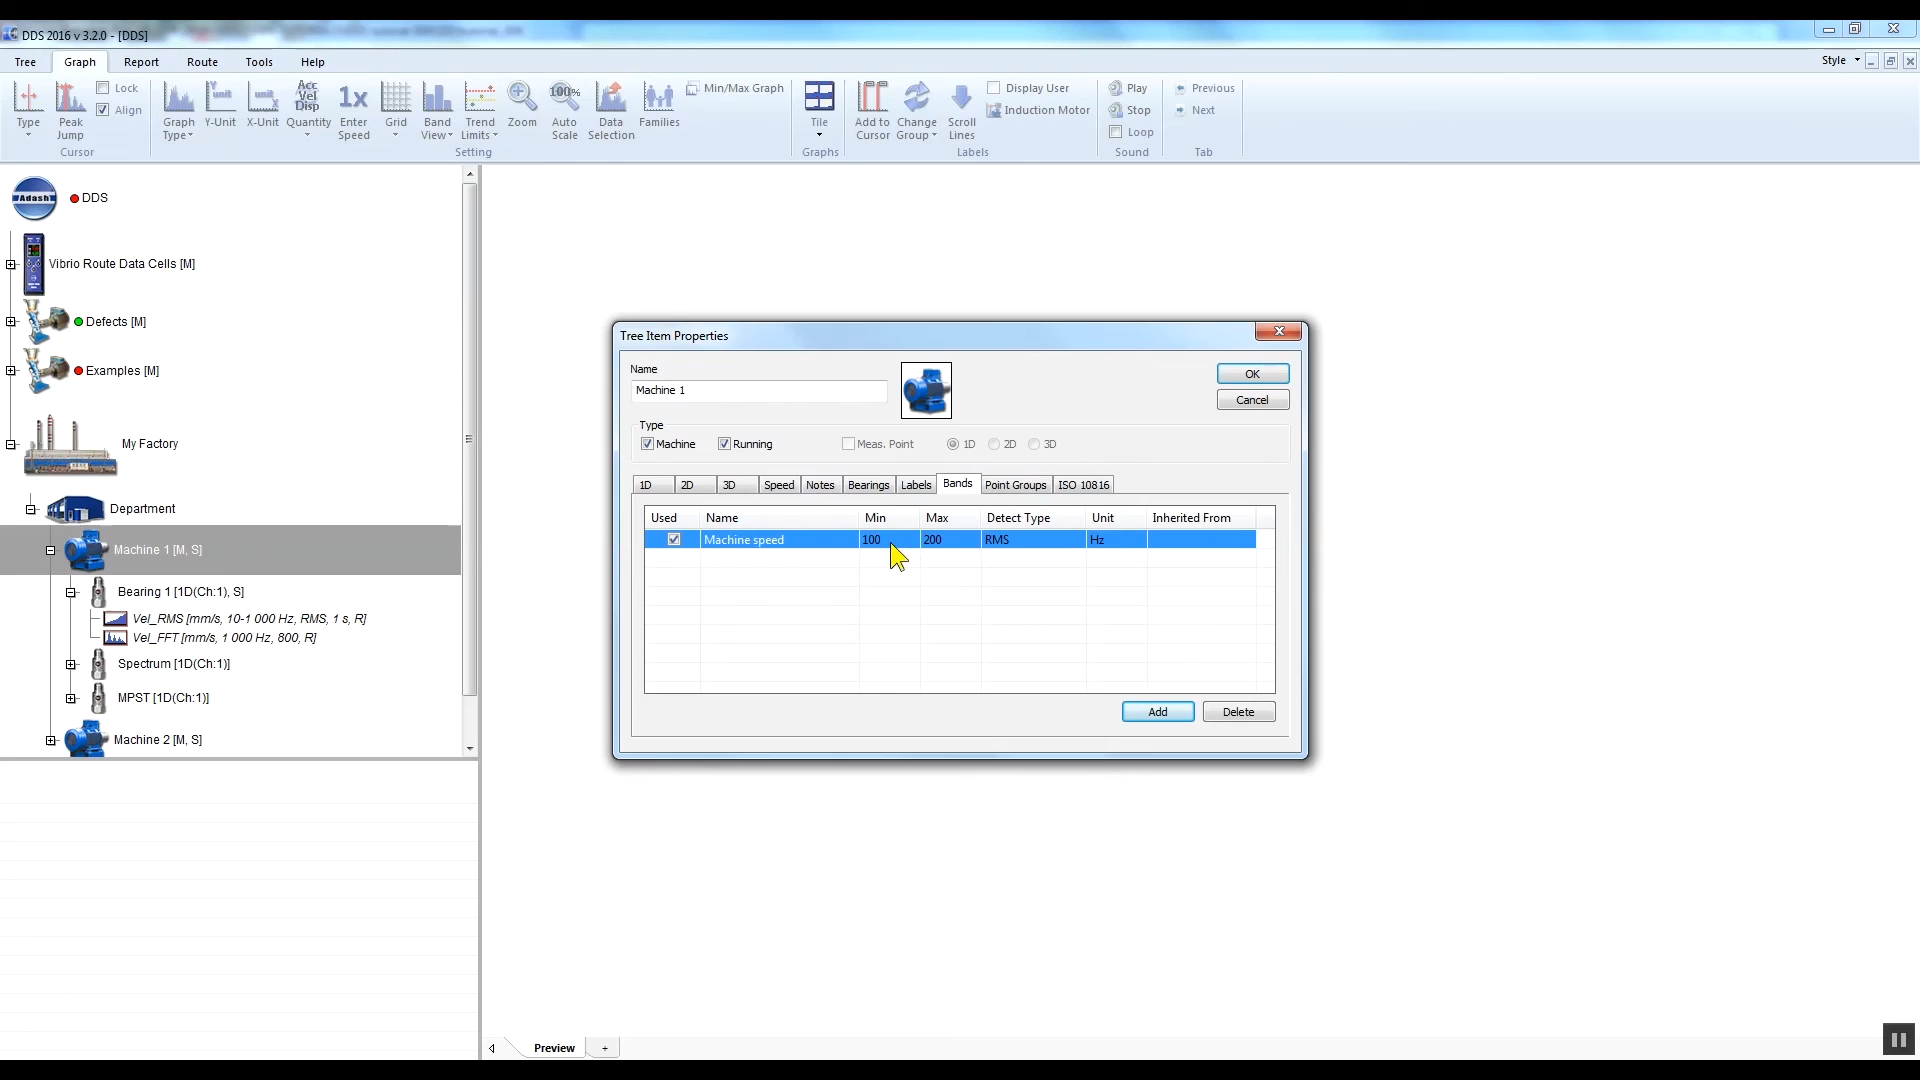 DDS 2016 v 3.2.0 - [DDS]
Tree Graph Report Route Tools Help Style
Type
Peak Jump
Lock
Align
Cursor
Graph Type
Y-Unit
X-Unit
Acc Vel Disp
Quantity
1x
Enter Speed
Grid
Band View
Trend Limits
Zoom
100%
Auto Scale
Data Selection
Families
Min/Max Graph
Setting
Tile
Graphs
Add to Cursor
Change Group
Scroll Lines
Display User
Induction Motor
Labels
Play
Stop
Loop
Sound
Previous
Next
Tab
Adash
DDS
Vibrio Route Data Cells [M]
Defects [M]
Examples [M]
My Factory
Department
Machine 1 [M, S]
Bearing 1 [1D(Ch:1), S]
Vel_RMS [mm/s, 10-1 000 Hz, RMS, 1 s, R]
Vel_FFT [mm/s, 1 000 Hz, 800, R]
Spectrum [1D(Ch:1)]
MPST [1D(Ch:1)]
Machine 2 [M, S]
Tree Item Properties
Name
Machine 1
OK
Cancel
Type
Machine Running Meas. Point 1D 2D 3D
1D 2D 3D Speed Notes Bearings Labels Bands Point Groups ISO 10816
Used Name Min Max Detect Type Unit Inherited From
Machine speed 100 200 RMS Hz
Add Delete
Preview +